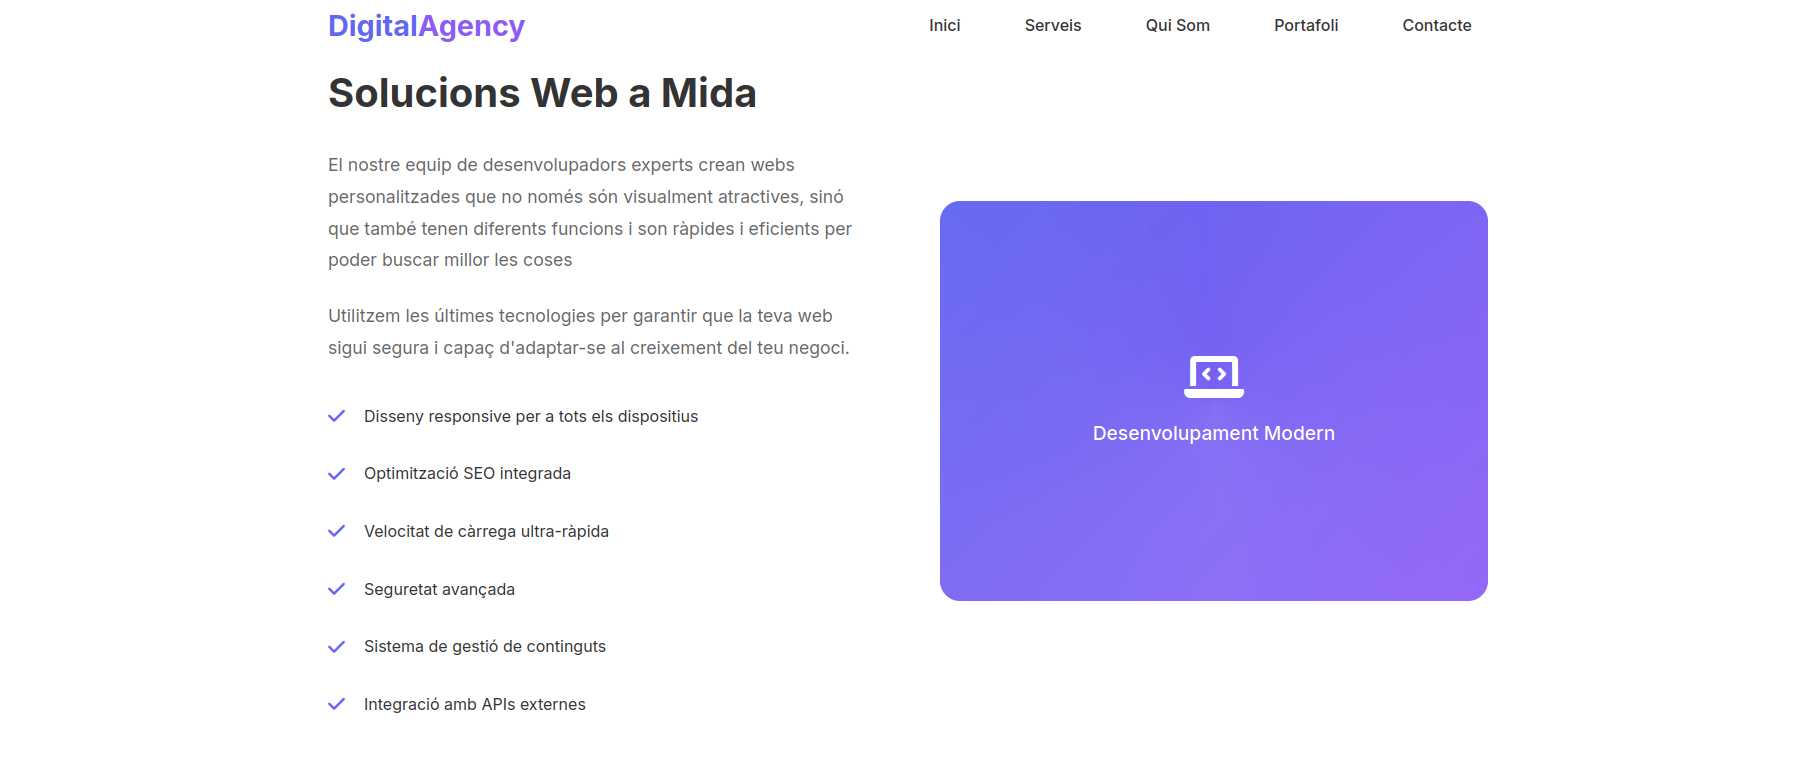 DigitalAgency
Inici
Serveis
Qui Som
Portafoli
Contacte
Solucions Web a Mida
El nostre equip de desenvolupadors experts crean webs
personalitzades que no només són visualment atractives, sinó
que també tenen diferents funcions i son ràpides i eficients per
poder buscar millor les coses
Utilitzem les últimes tecnologies per garantir que la teva web
sigui segura i capaç d'adaptar-se al creixement del teu negoci.
Disseny responsive per a tots els dispositius
Optimització SEO integrada
Velocitat de càrrega ultra-ràpida
Seguretat avançada
Sistema de gestió de continguts
Integració amb APIs externes
Desenvolupament Modern